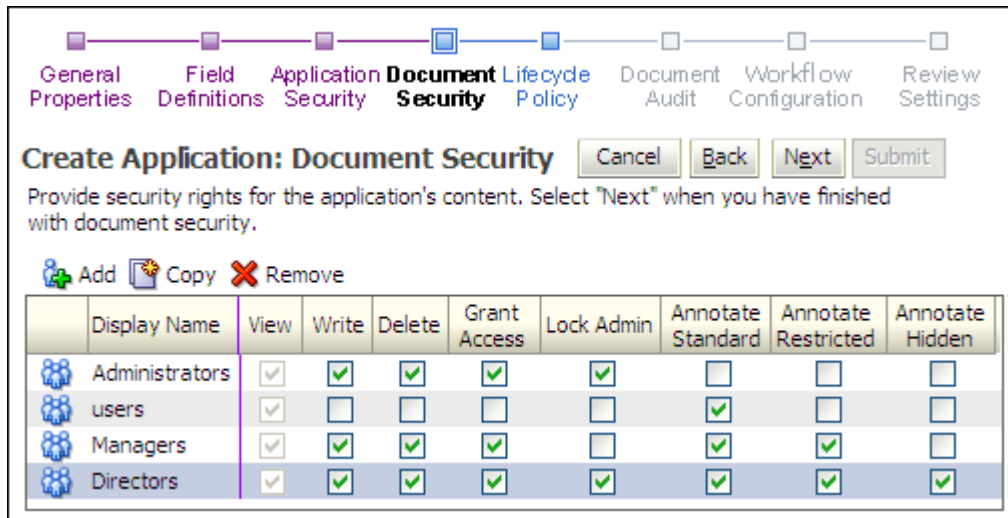 General Field Application Document Lifecycle Document Workflow Review
Properties Definitions Security Security Policy Audit Configuration Settings
Create Application: Document Security Cancel Back Next Submit
Provide security rights for the application's content. Select "Next" when you have finished
with document security.
Add Copy Remove
Display Name View Write Delete Grant Access Lock Admin Annotate Standard Annotate Restricted Annotate Hidden
Administrators
users
Managers
Directors